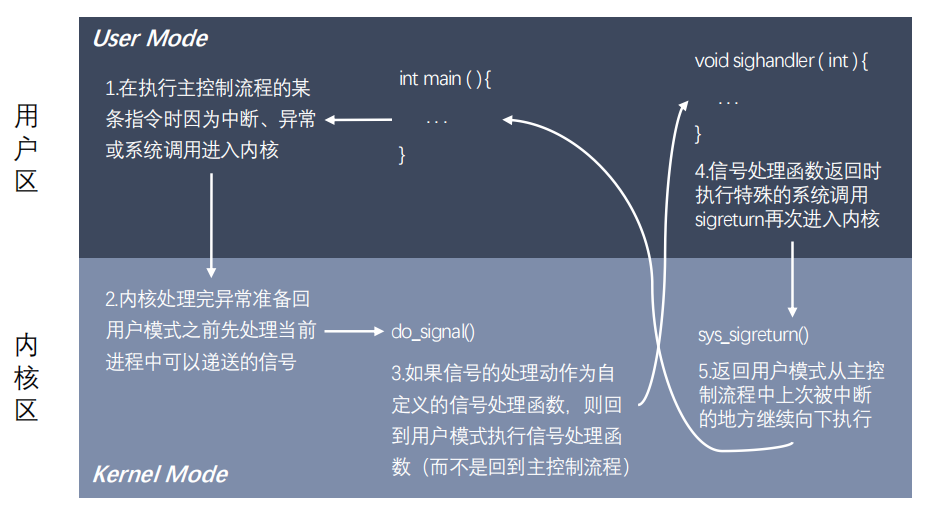 User Mode
用
户
区
1.在执行主控制流程的某
条指令时因为中断、异常
或系统调用进入内核
int main ( ) {
...
}
void sighandler ( int ) {
...
}
4.信号处理函数返回时
执行特殊的系统调用
sigreturn再次进入内核
内
核
区
2.内核处理完异常准备回
用户模式之前先处理当前
进程中可以递送的信号
do_signal()
3.如果信号的处理动作为自
定义的信号处理函数，则回
到用户模式执行信号处理函
数（而不是回到主控制流程）
sys_sigreturn()
5.返回用户模式从主控
制流程中上次被中断
的地方继续向下执行
Kernel Mode